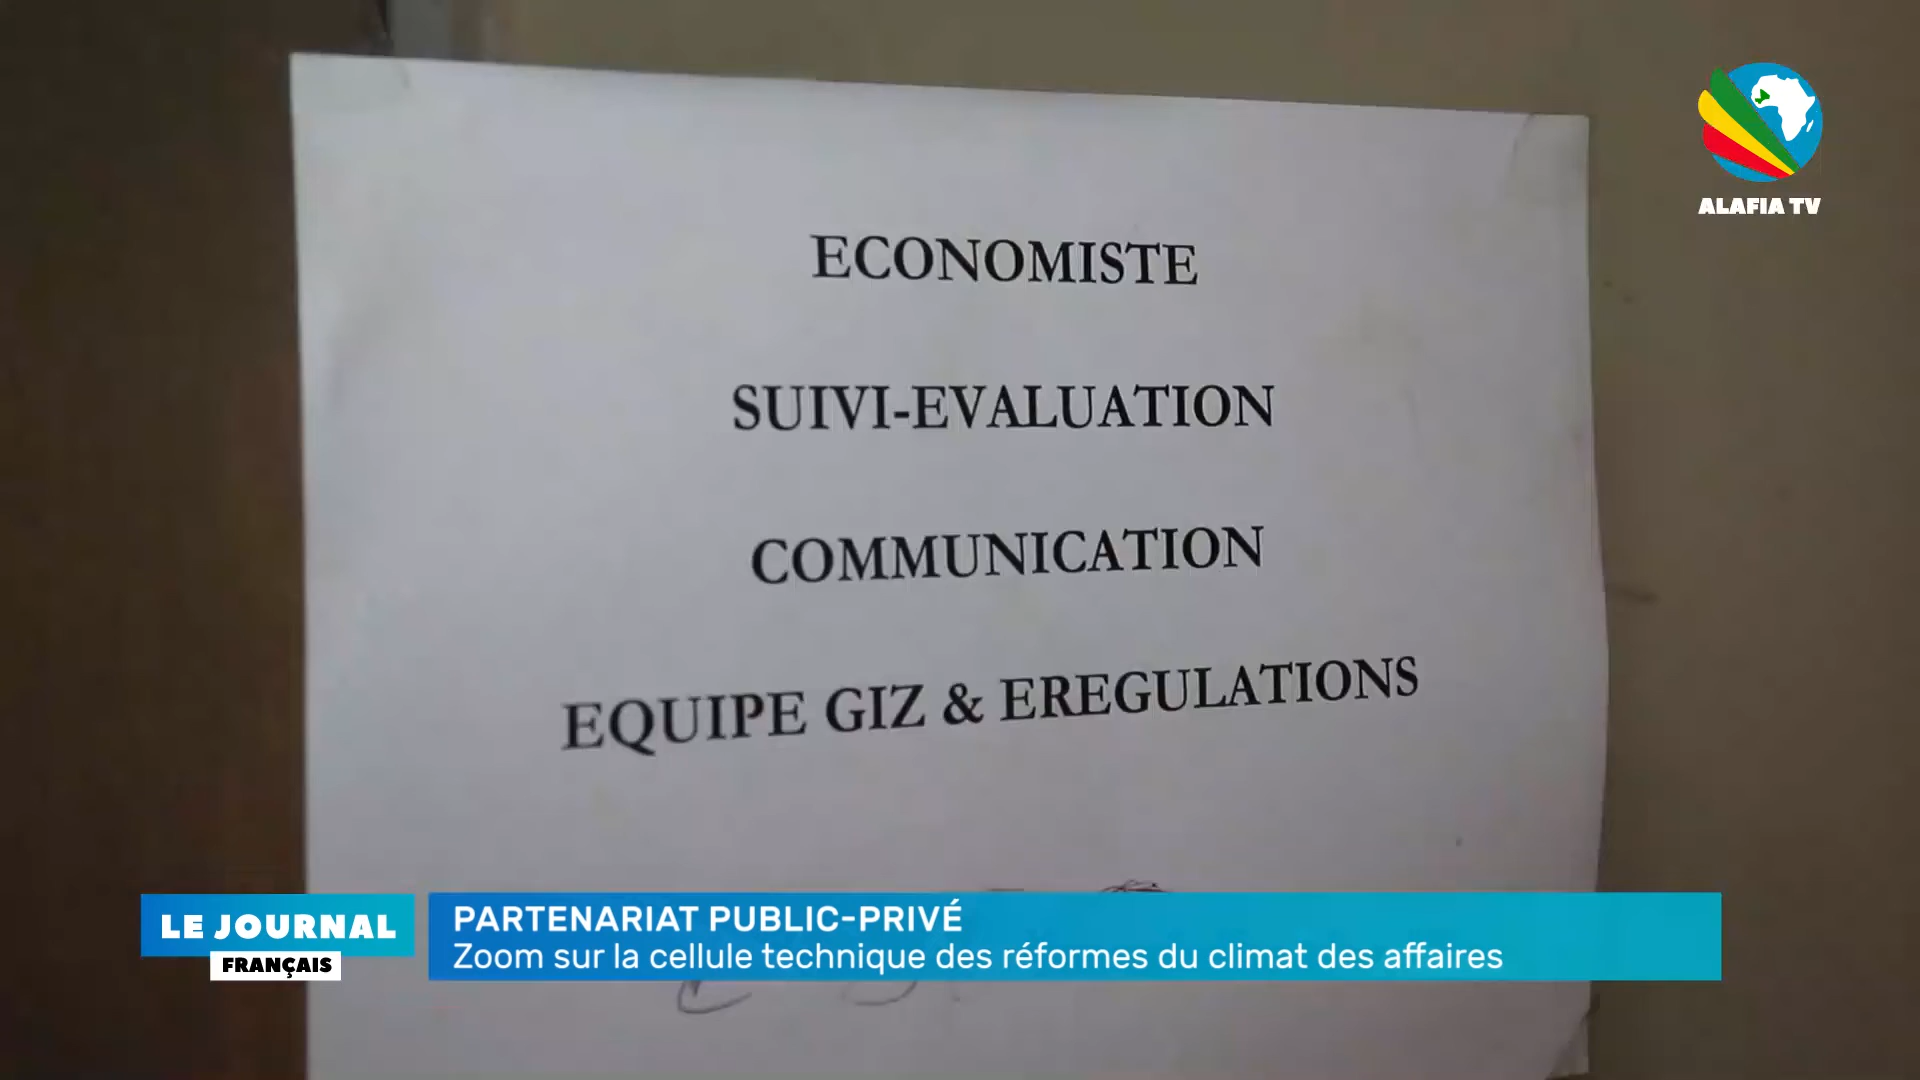 ALAFIA TV
ECONOMISTE
SUIVI-EVALUATION
COMMUNICATION
EQUIPE GIZ & EREGULATIONS
LE JOURNAL
FRANÇAIS
PARTENARIAT PUBLIC-PRIVÉ
Zoom sur la cellule technique des réformes du climat des affaires